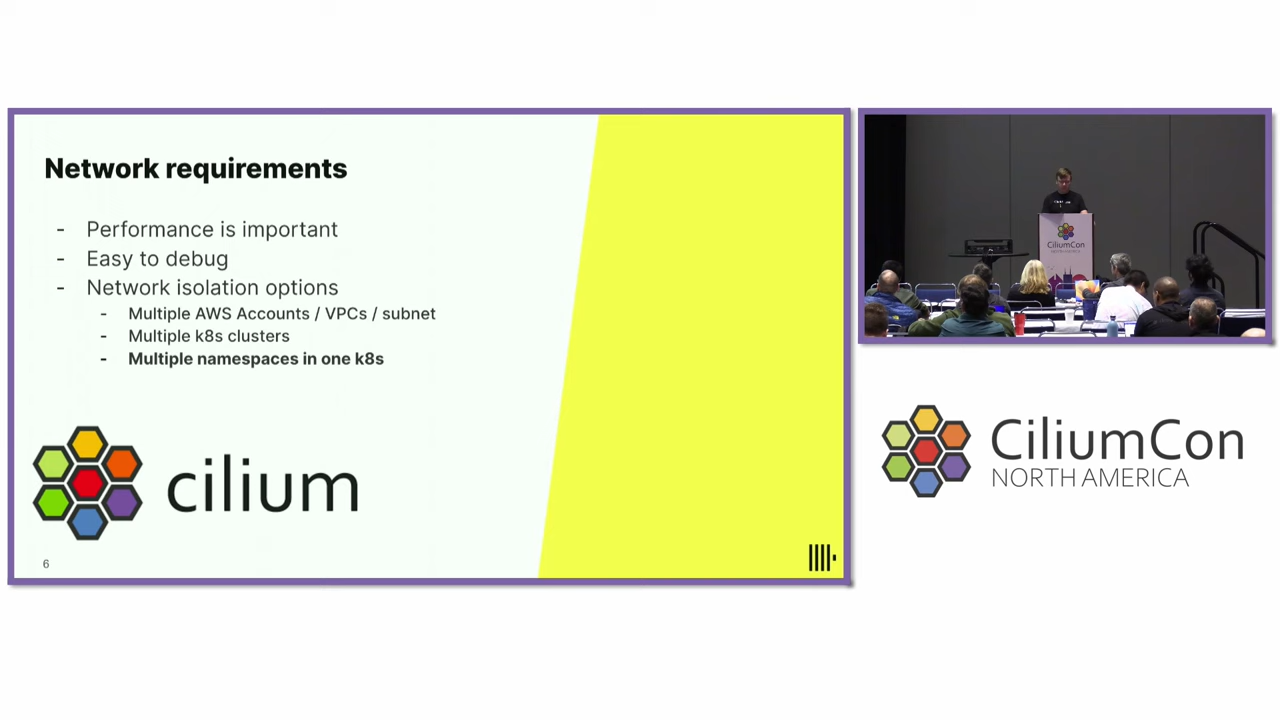 Network requirements
- Performance is important
- Easy to debug
- Network isolation options
- Multiple AWS Accounts / VPCs / subnet
- Multiple k8s clusters
- Multiple namespaces in one k8s
cilium
6
CiliumCon
CiliumCon
NORTH AMERICA